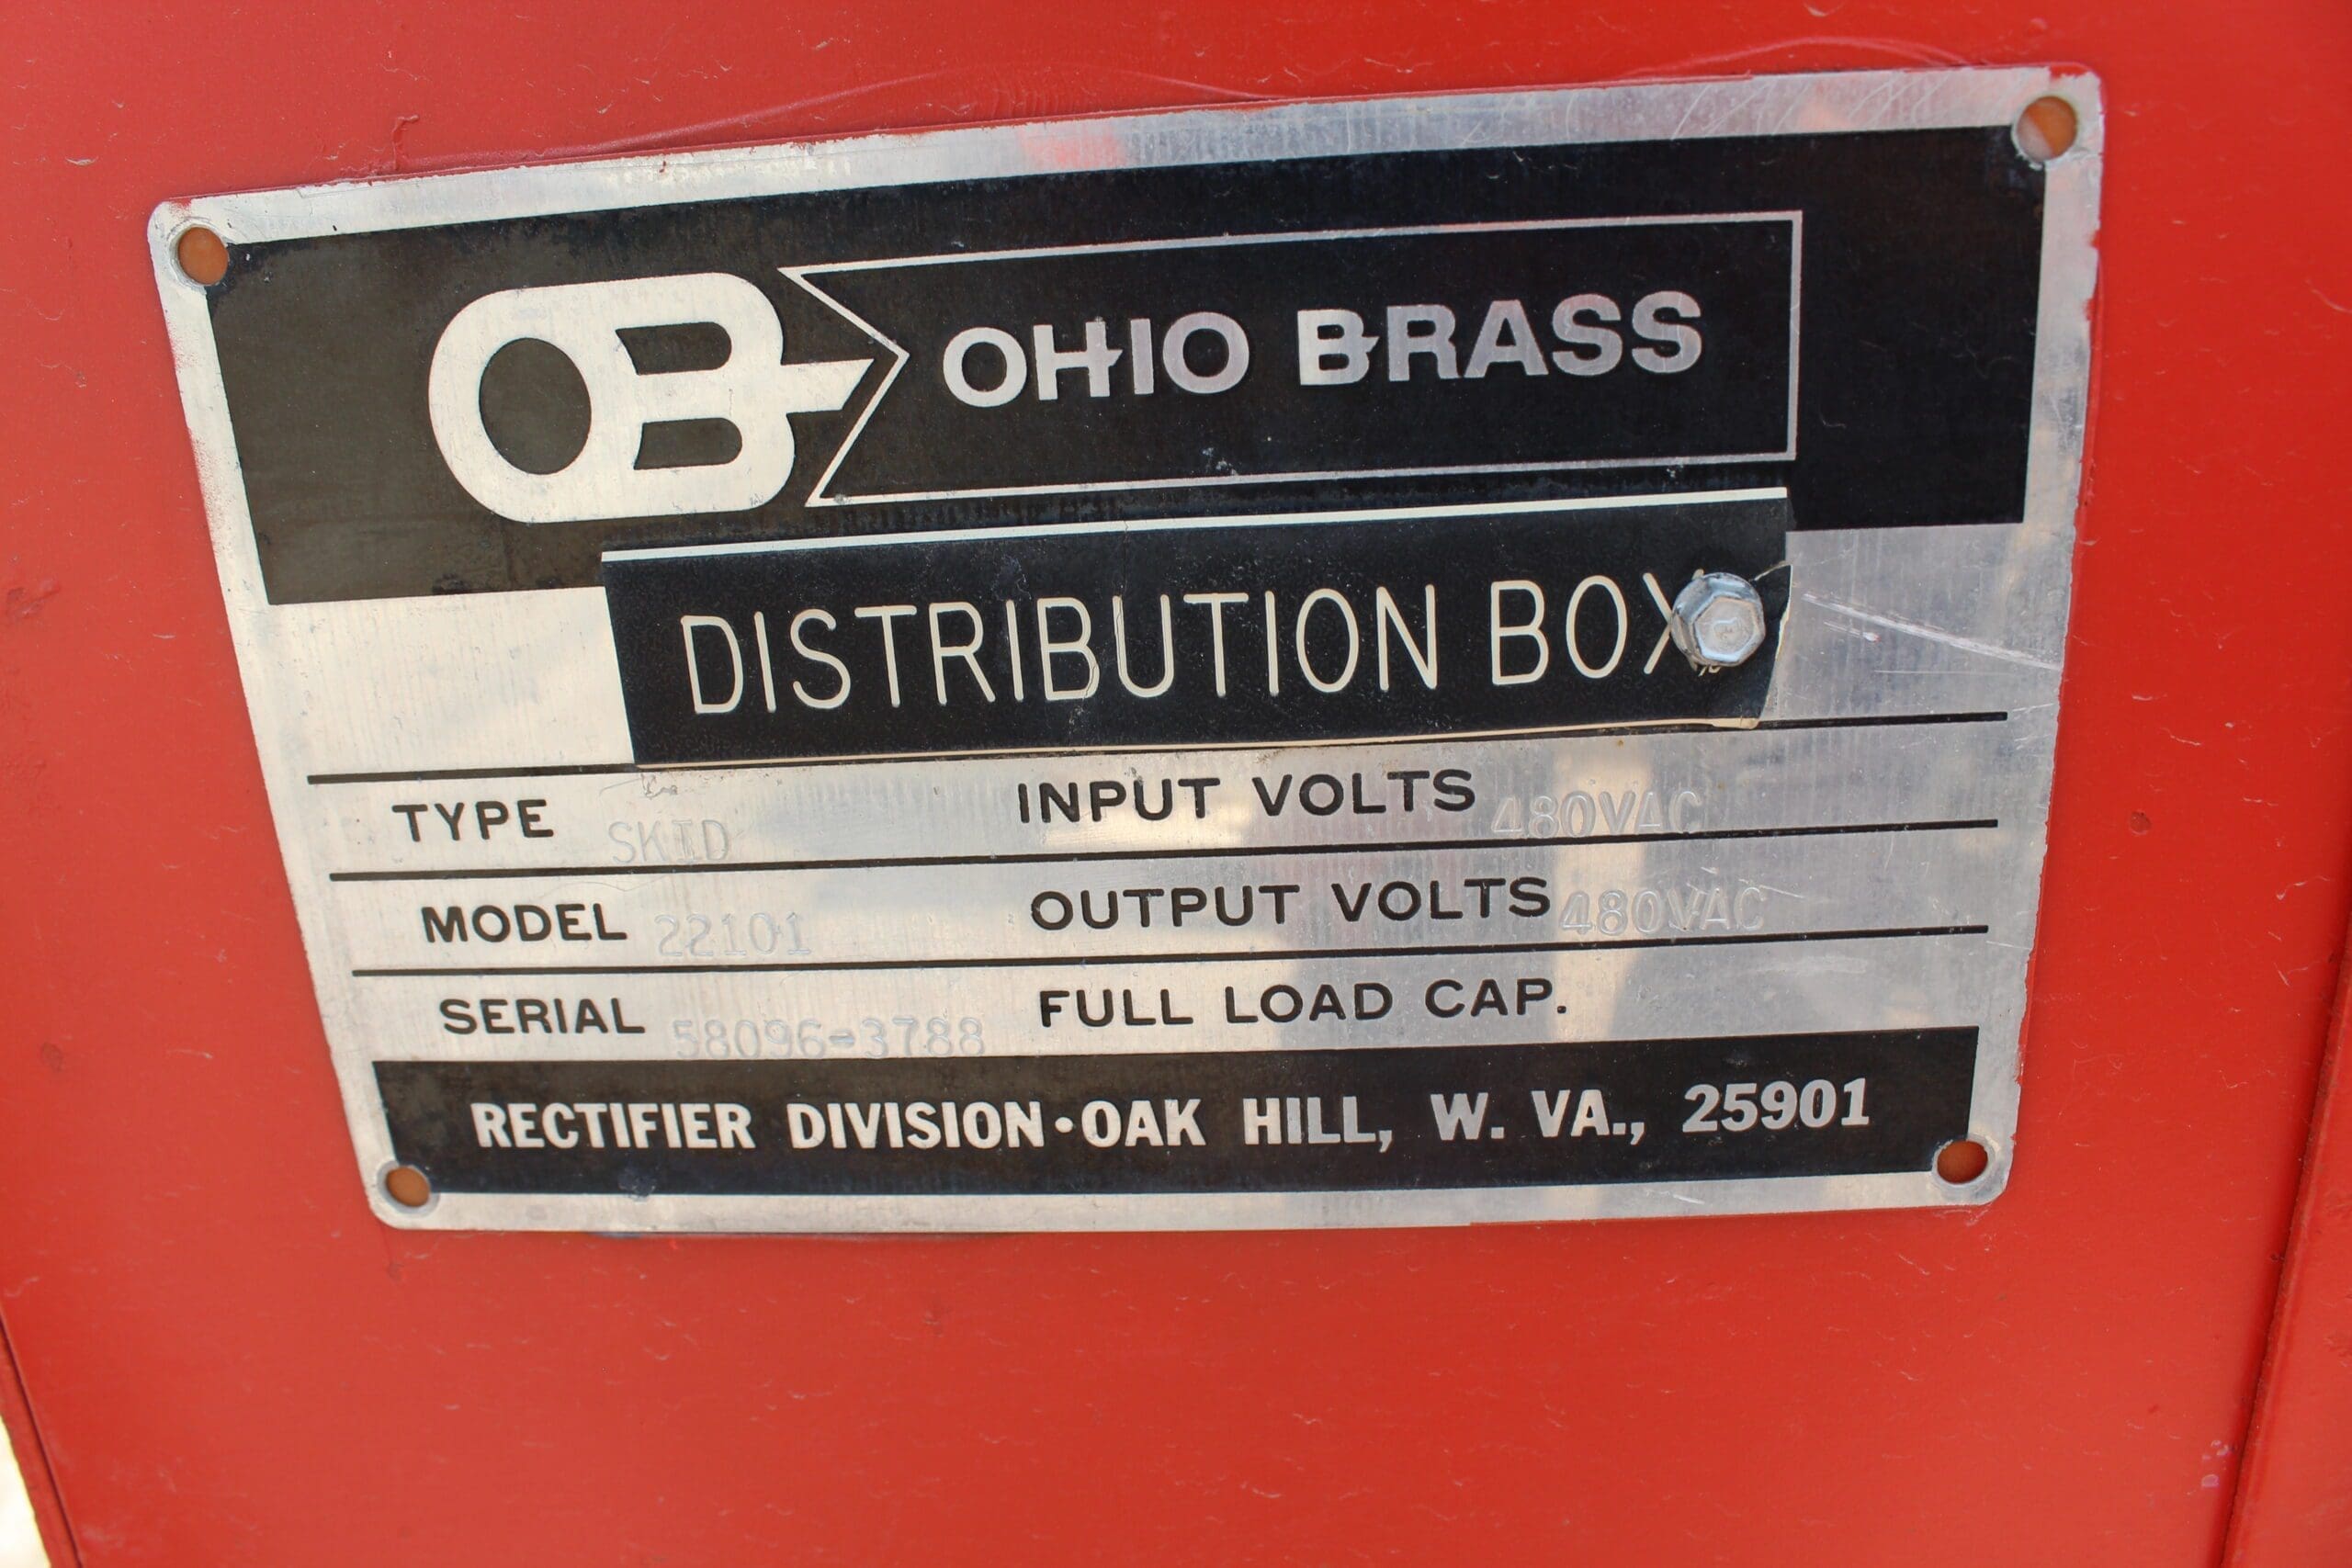 OB OHIO BRASS
DISTRIBUTION BOX
TYPE SKID INPUT VOLTS 480VAC
MODEL 22101 OUTPUT VOLTS 480VAC
SERIAL 58096-3788 FULL LOAD CAP.
RECTIFIER DIVISION·OAK HILL, W. VA., 25901